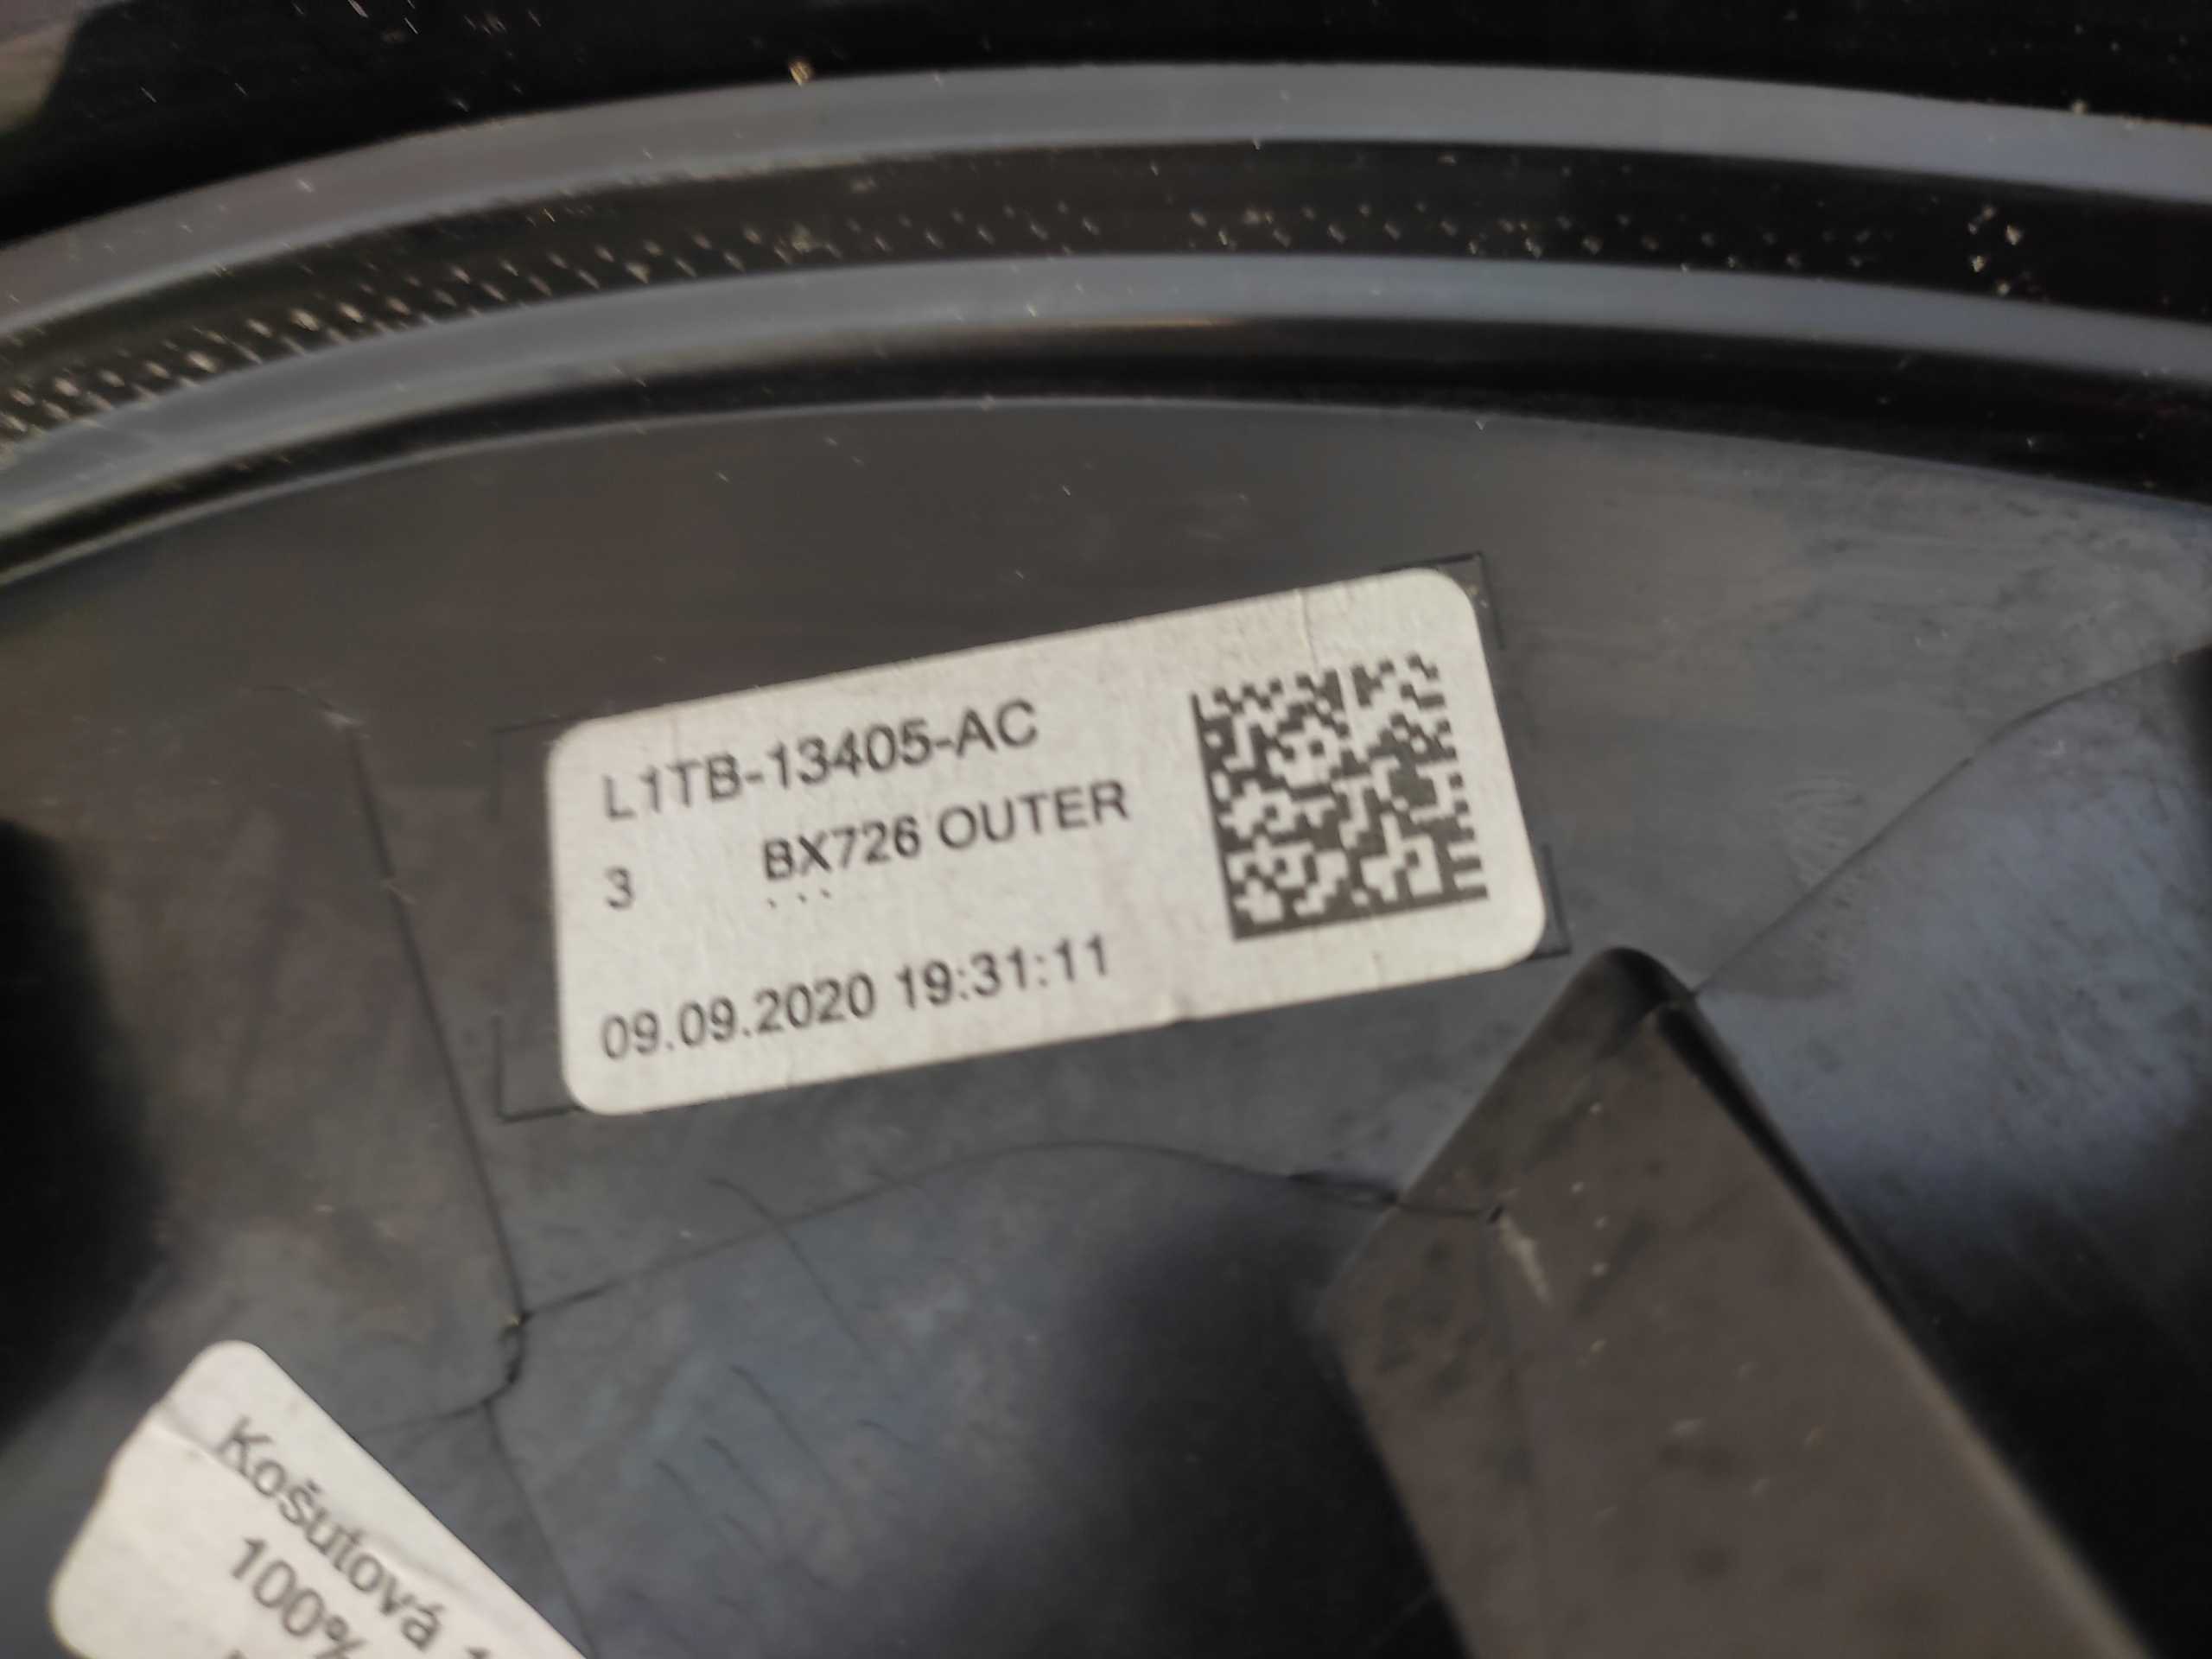 L1TB-13405-AC
3 BX726 OUTER
09.09.2020 19:31:11
Košutová
100%